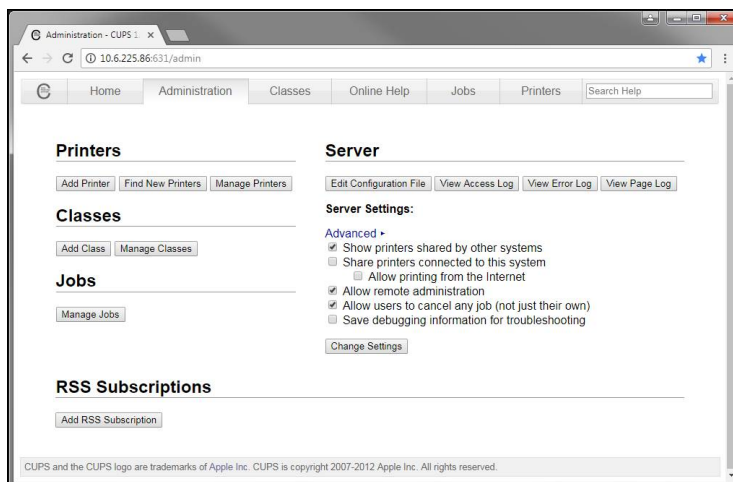 Administration - CUPS 1.
10.6.225.86:631/admin
Home Administration Classes Online Help Jobs Printers Search Help
Printers
Add Printer Find New Printers Manage Printers
Classes
Add Class Manage Classes
Jobs
Manage Jobs
Server
Edit Configuration File View Access Log View Error Log View Page Log
Server Settings:
Advanced
Show printers shared by other systems
Share printers connected to this system
Allow printing from the Internet
Allow remote administration
Allow users to cancel any job (not just their own)
Save debugging information for troubleshooting
Change Settings
RSS Subscriptions
Add RSS Subscription
CUPS and the CUPS logo are trademarks of Apple Inc. CUPS is copyright 2007-2012 Apple Inc. All rights reserved.